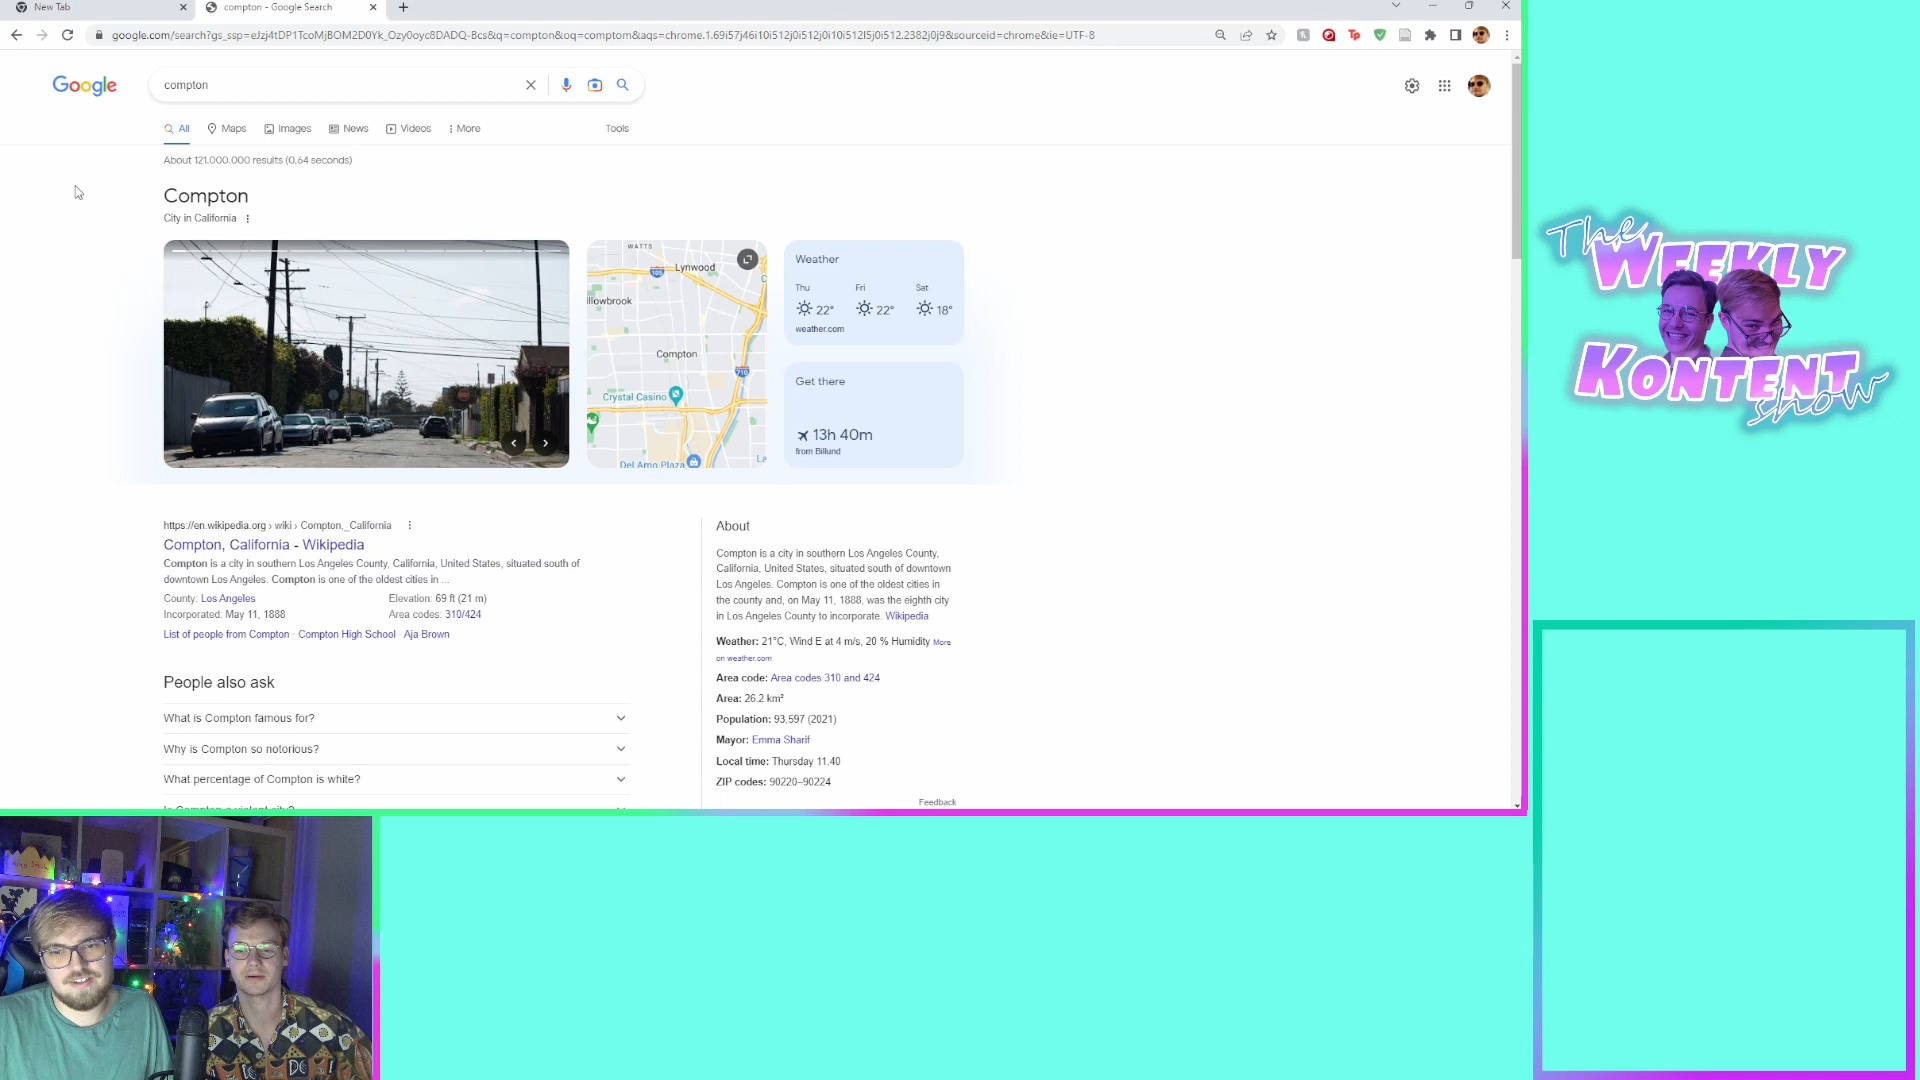 New Tab
compton - Google Search
google.com/search?gs_ssp=eJzj4tDP1TcoMjBOM2D0Yk_Ozy0oyc8DADQ-Bcs&q=compton&oq=comptom&aqs=chrome.1.69i57j46i10i512j0i512j0i10i512l5j0i512.2382j0j9&sourceid=chrome&ie=UTF-8
Google
compton
All
Maps
Images
News
Videos
More
Tools
About 121.000.000 results (0,64 seconds)
Compton
City in California
WATTS
Lynwood
illowbrook
Compton
Crystal Casino
Del Amo Plaza
La
105
710
Weather
Thu
Fri
Sat
22°
22°
18°
weather.com
Get there
13h 40m
from Billund
https://en.wikipedia.org › wiki › Compton,_California
Compton, California - Wikipedia
Compton is a city in southern Los Angeles County, California, United States, situated south of
downtown Los Angeles. Compton is one of the oldest cities in ...
County: Los Angeles
Elevation: 69 ft (21 m)
Incorporated: May 11, 1888
Area codes: 310/424
List of people from Compton · Compton High School · Aja Brown
People also ask
What is Compton famous for?
Why is Compton so notorious?
What percentage of Compton is white?
Is Compton a violent city?
About
Compton is a city in southern Los Angeles County,
California, United States, situated south of downtown
Los Angeles. Compton is one of the oldest cities in
the county and, on May 11, 1888, was the eighth city
in Los Angeles County to incorporate. Wikipedia
Weather: 21°C, Wind E at 4 m/s, 20 % Humidity More
on weather.com
Area code: Area codes 310 and 424
Area: 26.2 km²
Population: 93,597 (2021)
Mayor: Emma Sharif
Local time: Thursday 11.40
ZIP codes: 90220–90224
Feedback
The
Weekly
Kontent
show